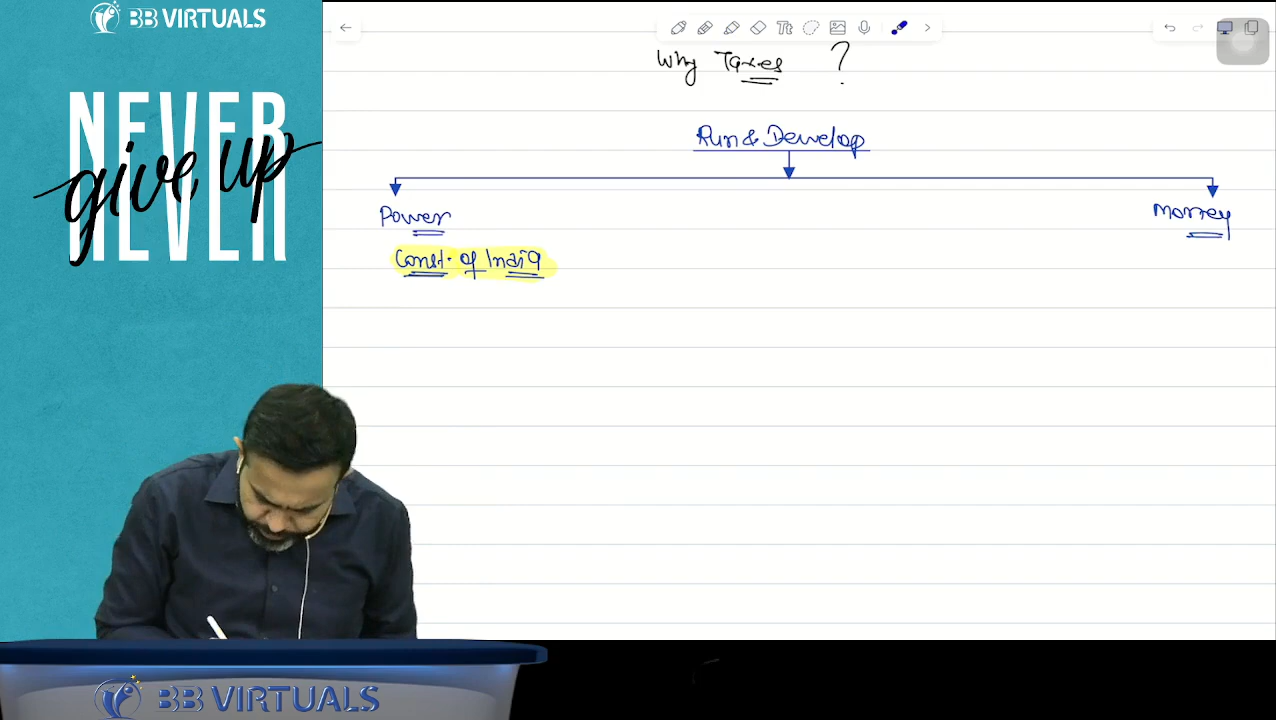 BB VIRTUALS
NEVER
give up
NEVER
Why Taxes ?
Run & Develop
Power
Money
Const. of India
BB VIRTUALS